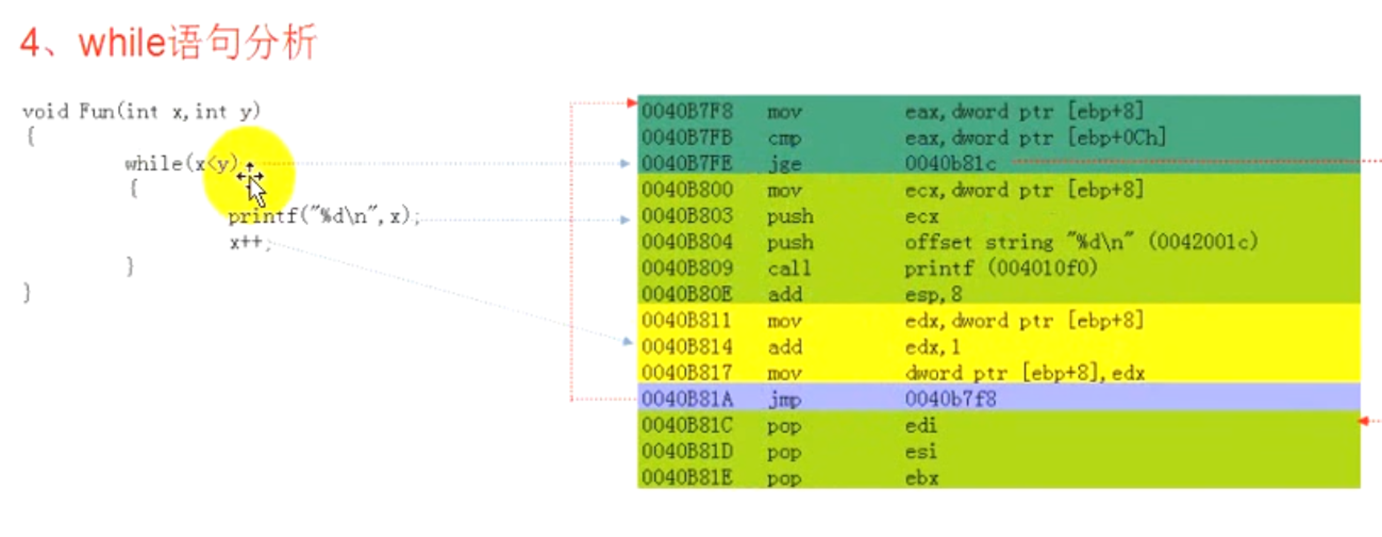 4、while语句分析
void Fun(int x,int y)
{
while(x<y)
{
printf("%d\n",x);
x++;
}
}
0040B7F8 mov eax,dword ptr [ebp+8]
0040B7FB cmp eax,dword ptr [ebp+0Ch]
0040B7FE jge 0040b81c
0040B800 mov ecx,dword ptr [ebp+8]
0040B803 push ecx
0040B804 push offset string "%d\n" (0042001c)
0040B809 call printf (004010f0)
0040B80E add esp,8
0040B811 mov edx,dword ptr [ebp+8]
0040B814 add edx,1
0040B817 mov dword ptr [ebp+8],edx
0040B81A jmp 0040b7f8
0040B81C pop edi
0040B81D pop esi
0040B81E pop ebx